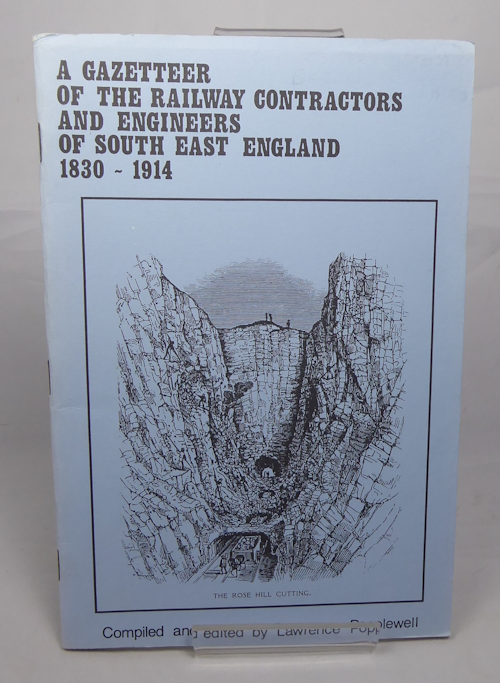 A GAZETTEER
OF THE RAILWAY CONTRACTORS
AND ENGINEERS
OF SOUTH EAST ENGLAND
1830 ~ 1914
THE ROSE HILL CUTTING.
Compiled and edited by Lawrence Popplewell